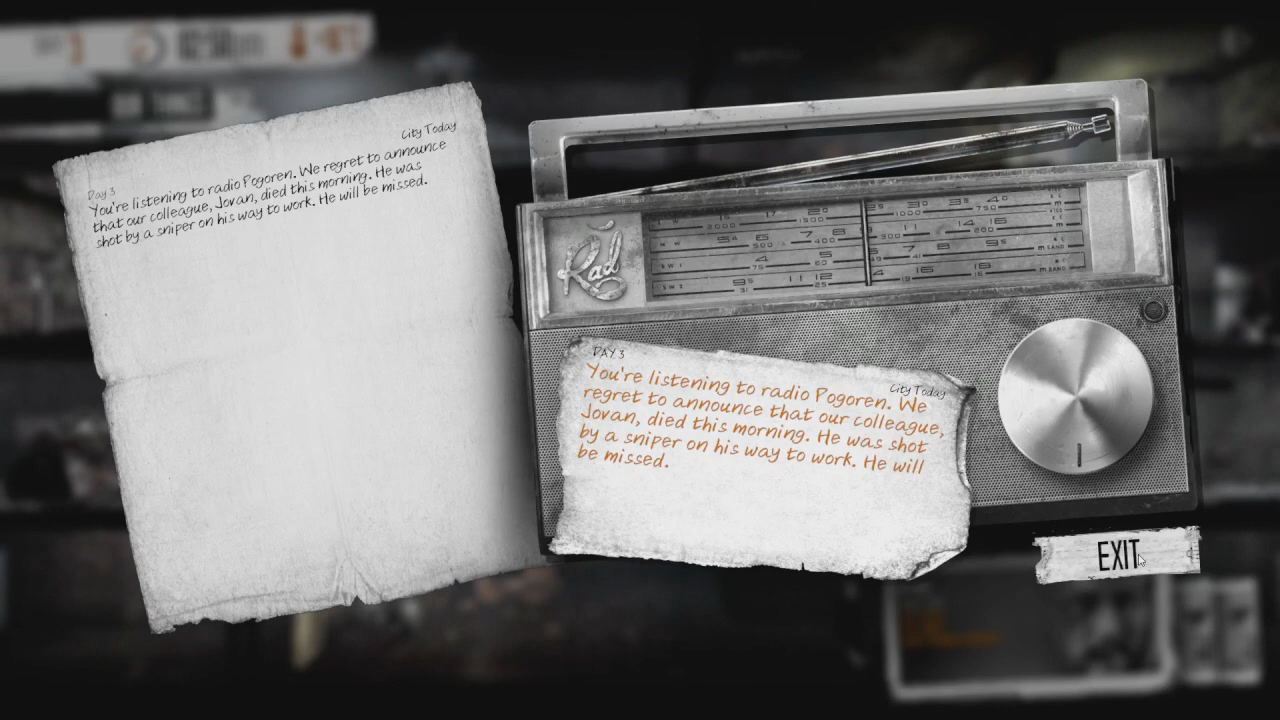 City Today
Day 3
You're listening to radio Pogoren. We regret to announce
that our colleague, Jovan, died this morning. He was
shot by a sniper on his way to work. He will be missed.
Rad
DAY 3
City Today
You're listening to radio Pogoren. We
regret to announce that our colleague,
Jovan, died this morning. He was shot
by a sniper on his way to work. He will
be missed.
EXIT